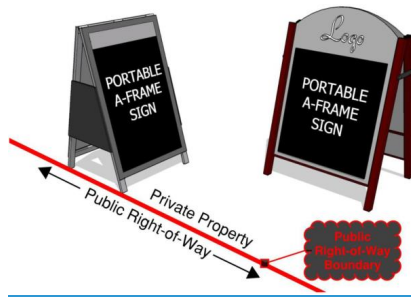 PORTABLE
A-FRAME
SIGN
Logo
PORTABLE
A-FRAME
SIGN
Private Property
Public Right-of-Way
Public
Right-of-Way
Boundary